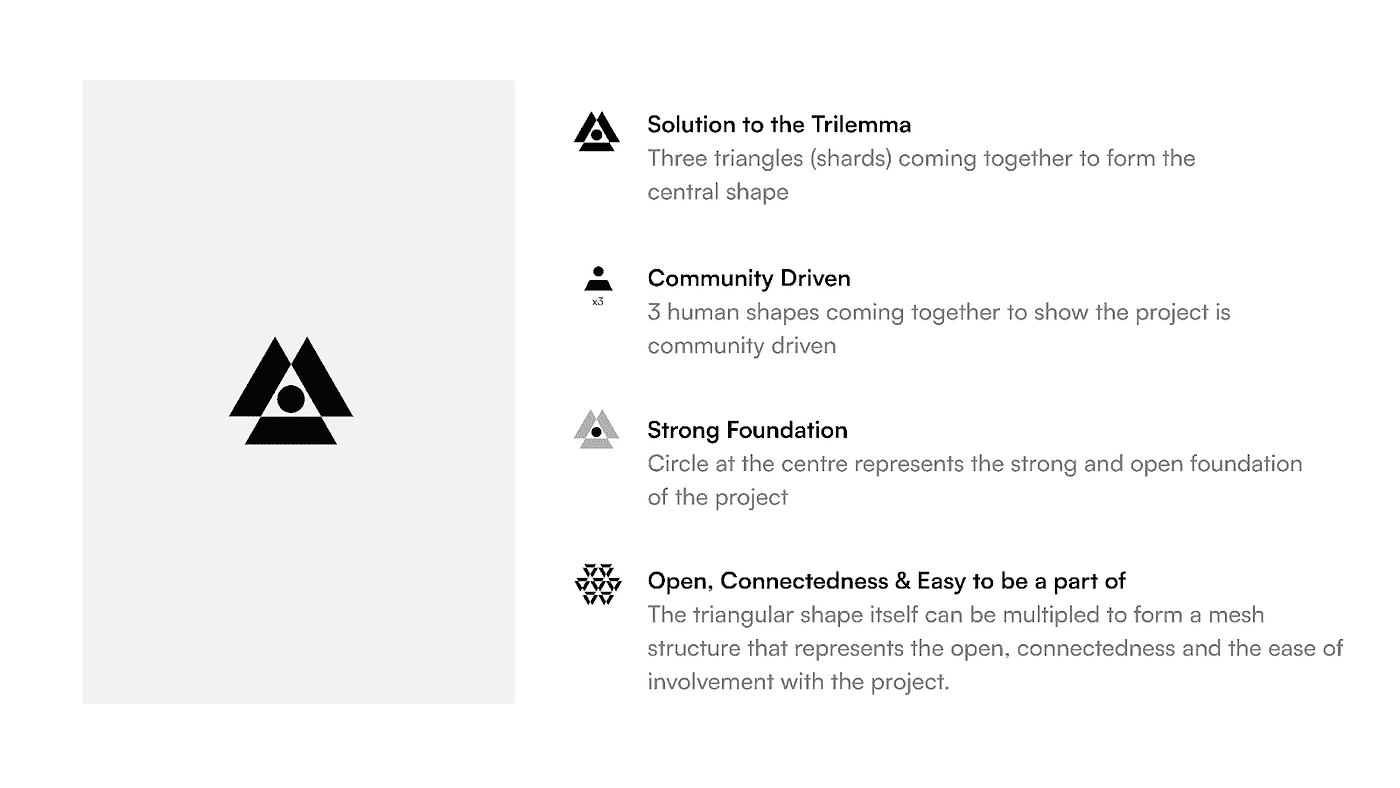 Solution to the Trilemma
Three triangles (shards) coming together to form the
central shape
x3
Community Driven
3 human shapes coming together to show the project is
community driven
Strong Foundation
Circle at the centre represents the strong and open foundation
of the project
Open, Connectedness & Easy to be a part of
The triangular shape itself can be multipled to form a mesh
structure that represents the open, connectedness and the ease of
involvement with the project.